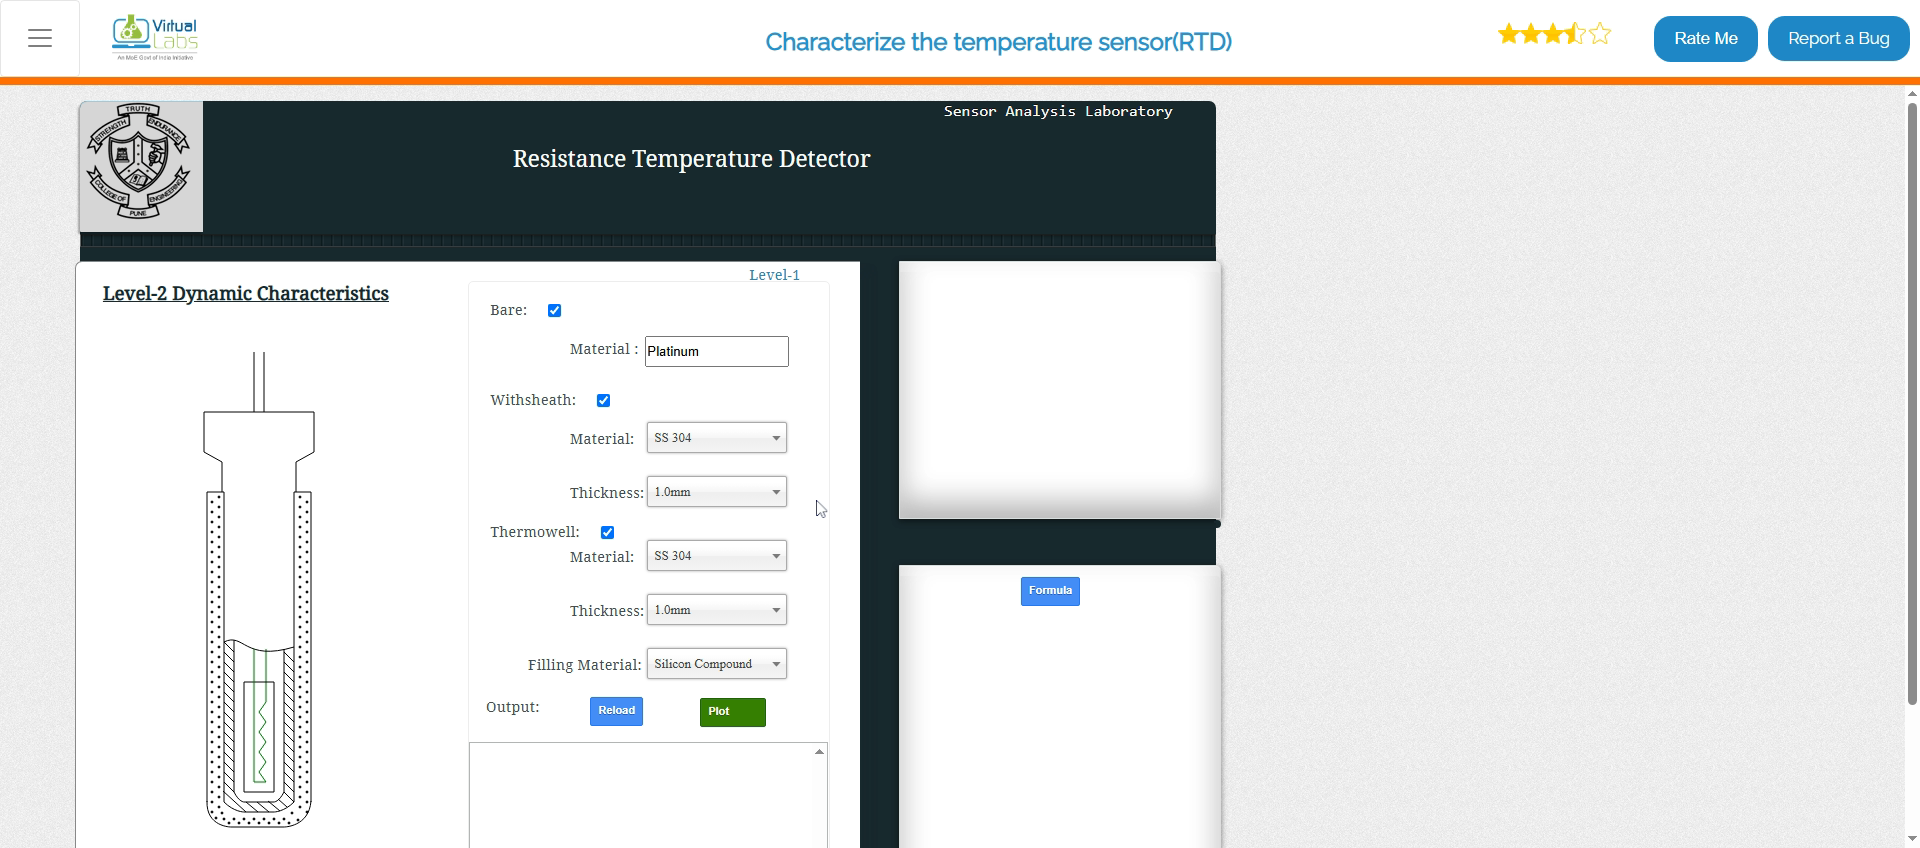 Virtual
Labs
An MoE Govt of India Initiative
Characterize the temperature sensor(RTD)
Rate Me
Report a Bug
TRUTH
STRENGTH
ENDURANCE
COLLEGE OF
ENGINEERING
PUNE
Sensor Analysis Laboratory
Resistance Temperature Detector
Level-1
Level-2 Dynamic Characteristics
Bare:
Material :
Platinum
Withsheath:
Material:
SS 304
Thickness:
1.0mm
Thermowell:
Material:
SS 304
Thickness:
1.0mm
Filling Material:
Silicon Compound
Output:
Reload
Plot
Formula